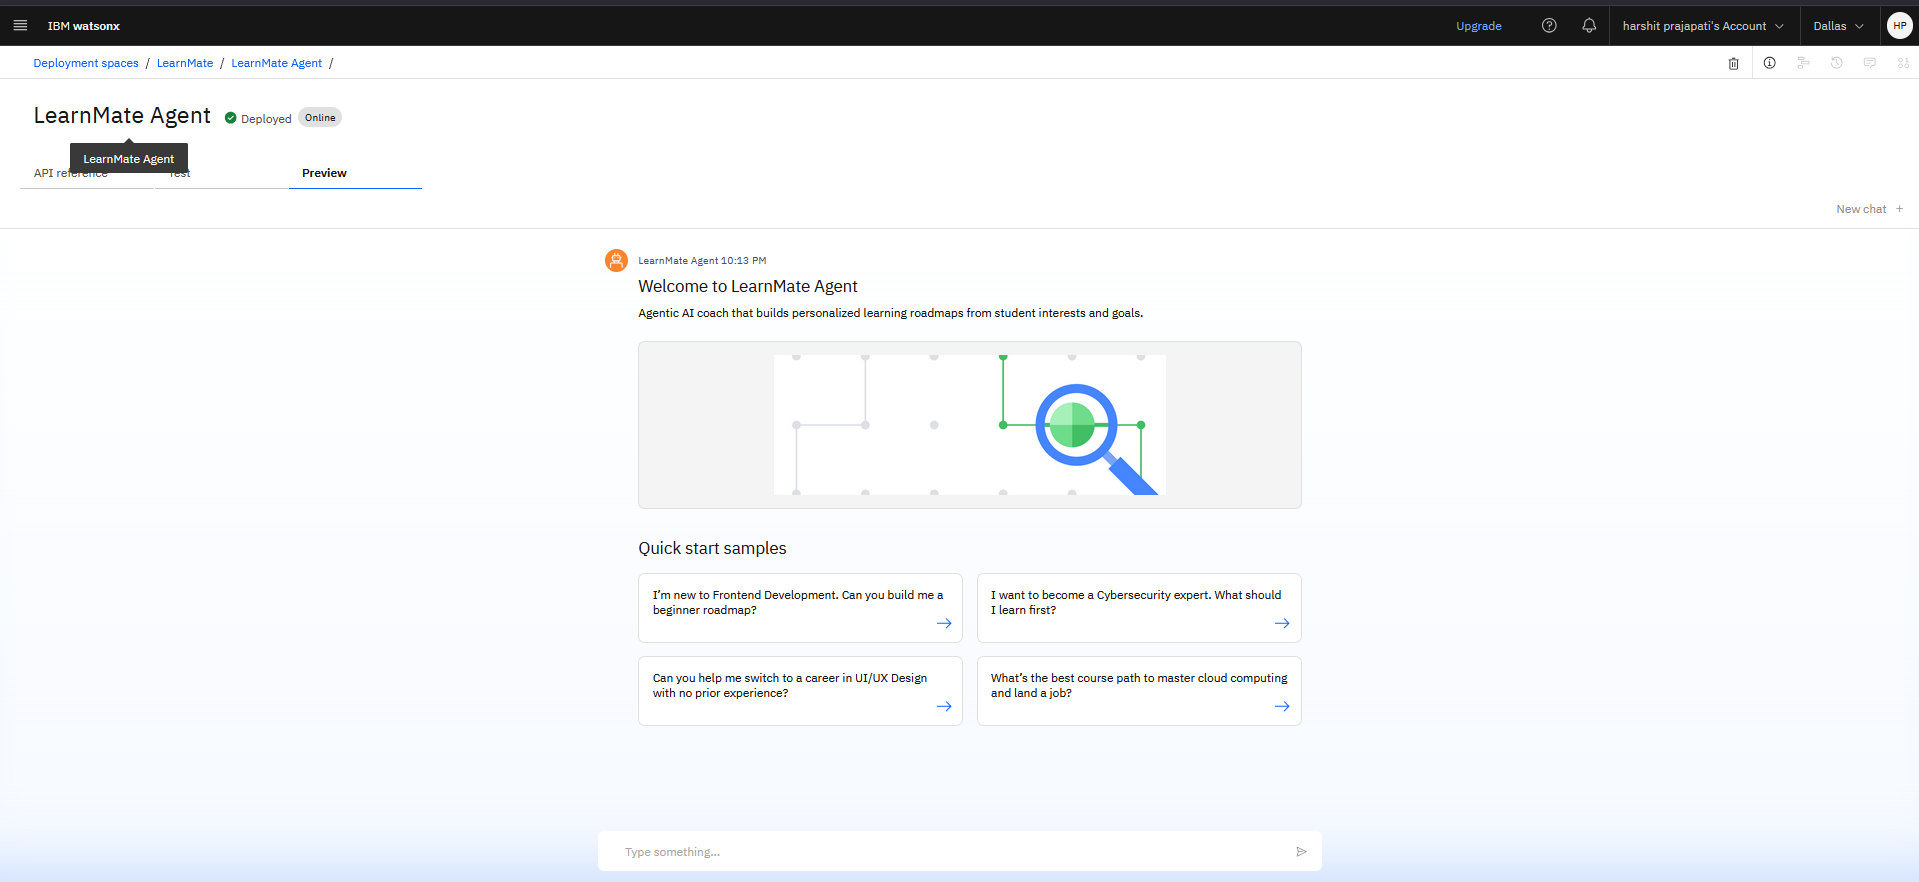 IBM watsonx
Upgrade
harshit prajapati's Account
Dallas
HP
Deployment spaces / LearnMate / LearnMate Agent /
LearnMate Agent
Deployed
Online
LearnMate Agent
API reference
Test
Preview
New chat +
LearnMate Agent 10:13 PM
Welcome to LearnMate Agent
Agentic AI coach that builds personalized learning roadmaps from student interests and goals.
Quick start samples
I’m new to Frontend Development. Can you build me a
beginner roadmap?
I want to become a Cybersecurity expert. What should
I learn first?
Can you help me switch to a career in UI/UX Design
with no prior experience?
What’s the best course path to master cloud computing
and land a job?
Type something...